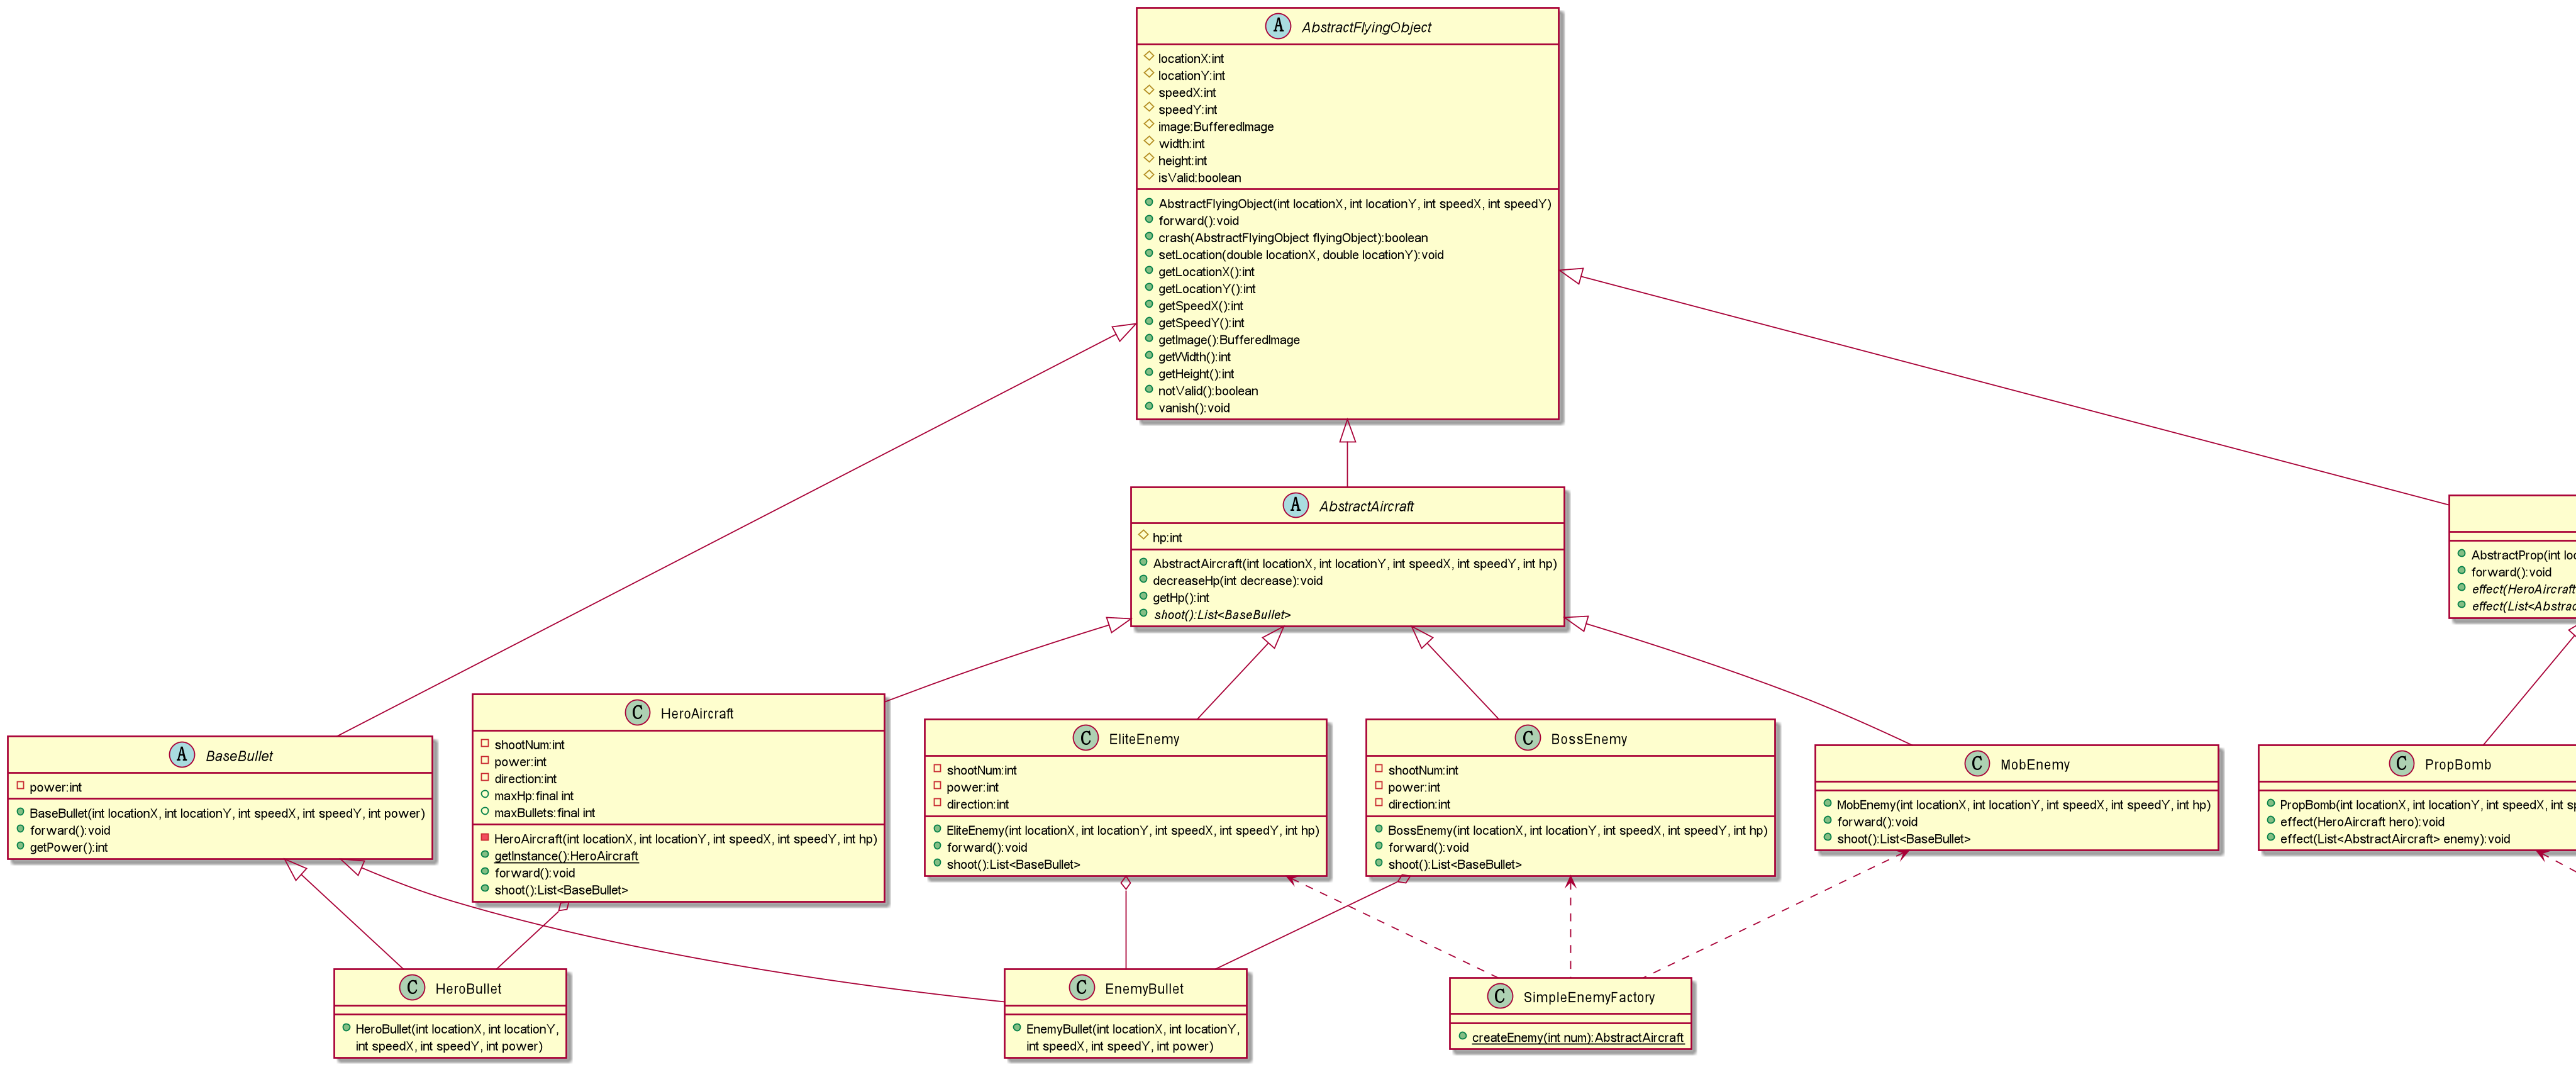 A AbstractFlyingObject
locationX:int
locationY:int
speedX:int
speedY:int
image:BufferedImage
width:int
height:int
isValid:boolean
AbstractFlyingObject(int locationX, int locationY, int speedX, int speedY)
forward():void
crash(AbstractFlyingObject flyingObject):boolean
setLocation(double locationX, double locationY):void
getLocationX():int
getLocationY():int
getSpeedX():int
getSpeedY():int
getImage():BufferedImage
getWidth():int
getHeight():int
notValid():boolean
vanish():void
A AbstractAircraft
hp:int
AbstractAircraft(int locationX, int locationY, int speedX, int speedY, int hp)
decreaseHp(int decrease):void
getHp():int
shoot():List<BaseBullet>
AbstractProp(int loc
forward():void
effect(HeroAircraft
effect(List<Abstrac
A BaseBullet
power:int
BaseBullet(int locationX, int locationY, int speedX, int speedY, int power)
forward():void
getPower():int
C HeroAircraft
shootNum:int
power:int
direction:int
maxHp:final int
maxBullets:final int
HeroAircraft(int locationX, int locationY, int speedX, int speedY, int hp)
getInstance():HeroAircraft
forward():void
shoot():List<BaseBullet>
C EliteEnemy
shootNum:int
power:int
direction:int
EliteEnemy(int locationX, int locationY, int speedX, int speedY, int hp)
forward():void
shoot():List<BaseBullet>
C BossEnemy
shootNum:int
power:int
direction:int
BossEnemy(int locationX, int locationY, int speedX, int speedY, int hp)
forward():void
shoot():List<BaseBullet>
C MobEnemy
MobEnemy(int locationX, int locationY, int speedX, int speedY, int hp)
forward():void
shoot():List<BaseBullet>
C PropBomb
PropBomb(int locationX, int locationY, int speedX, int sp
effect(HeroAircraft hero):void
effect(List<AbstractAircraft> enemy):void
C HeroBullet
HeroBullet(int locationX, int locationY,
int speedX, int speedY, int power)
C EnemyBullet
EnemyBullet(int locationX, int locationY,
int speedX, int speedY, int power)
C SimpleEnemyFactory
createEnemy(int num):AbstractAircraft